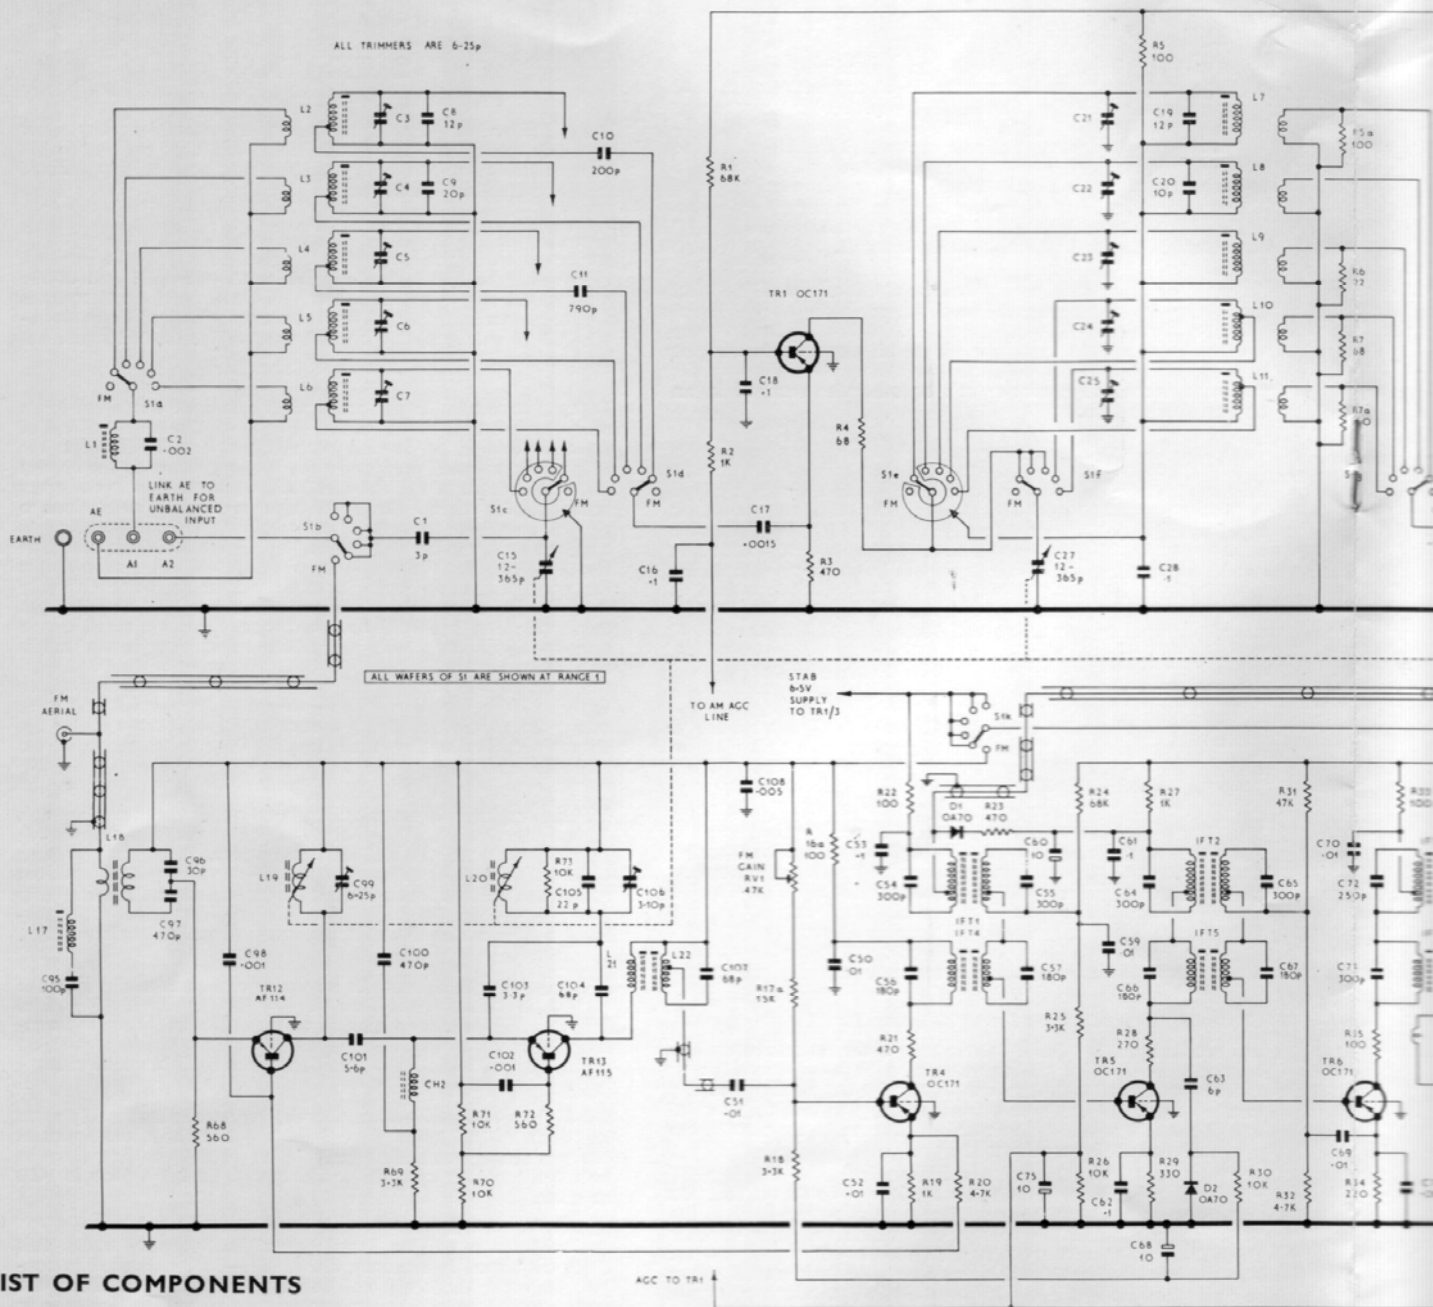 ALL TRIMMERS ARE 6-25p
R5
100
L2
C3
C8
12p
C10
200p
C21
C19
12p
L7
100
L3
C4
C9
20p
R1
68K
C22
C20
10p
L8
L4
C5
C11
790p
C23
L9
TR1 OC171
L5
C6
C24
L10
R7
68
FM
S1a
L6
C7
C18
·1
C25
L11
R4
68
L1
C2
·002
R2
1K
LINK AE TO
EARTH FOR
UNBALANCED
INPUT
S1d
FM
S1e
FM
S1F
FM
AE
S1c
FM
EARTH
A1
A2
S1b
FM
C1
3p
C17
·0015
C15
12-
365p
C16
·1
R3
470
C27
12-
365p
C28
·1
ALL WAFERS OF S1 ARE SHOWN AT RANGE 1
FM
AERIAL
TO AM AGC
LINE
STAB
6·5V
SUPPLY
TO TR1/3
S1k
FM
C108
·005
R22
100
D1
OA70
R23
470
R24
68K
R27
1K
R31
47K
L18
C96
30p
L19
C99
6-25p
L20
R73
10K
C105
22p
C106
3-10p
FM
GAIN
RV1
47K
R
16a
100
C53
·1
C54
300p
C60
10
C55
300p
C61
·1
C64
300p
IFT2
C65
300p
C70
·01
C72
250p
C97
470p
L17
IFT1
IFT4
IFT5
C95
100p
C98
·001
C100
470p
C103
3·3p
C104
68p
L
21
L22
C107
68p
C50
·01
C56
180p
C57
180p
C59
·01
C66
180p
C67
180p
300p
TR12
AF114
R17a
15K
C101
5·6p
C102
·001
TR13
AF115
R21
470
R25
3·3K
R28
270
100
CH2
TR4
OC171
TR5
OC171
C63
6p
TR6
OC171
R68
560
R71
10K
R72
560
C51
·01
R69
3·3K
R70
10K
R18
3·3K
C52
·01
R19
1K
R20
4·7K
C75
10
R26
10K
C62
·1
R29
330
D2
OA70
R30
10K
R32
4·7K
C69
·01
R34
220
C68
10
IST OF COMPONENTS
AGC TO TR1